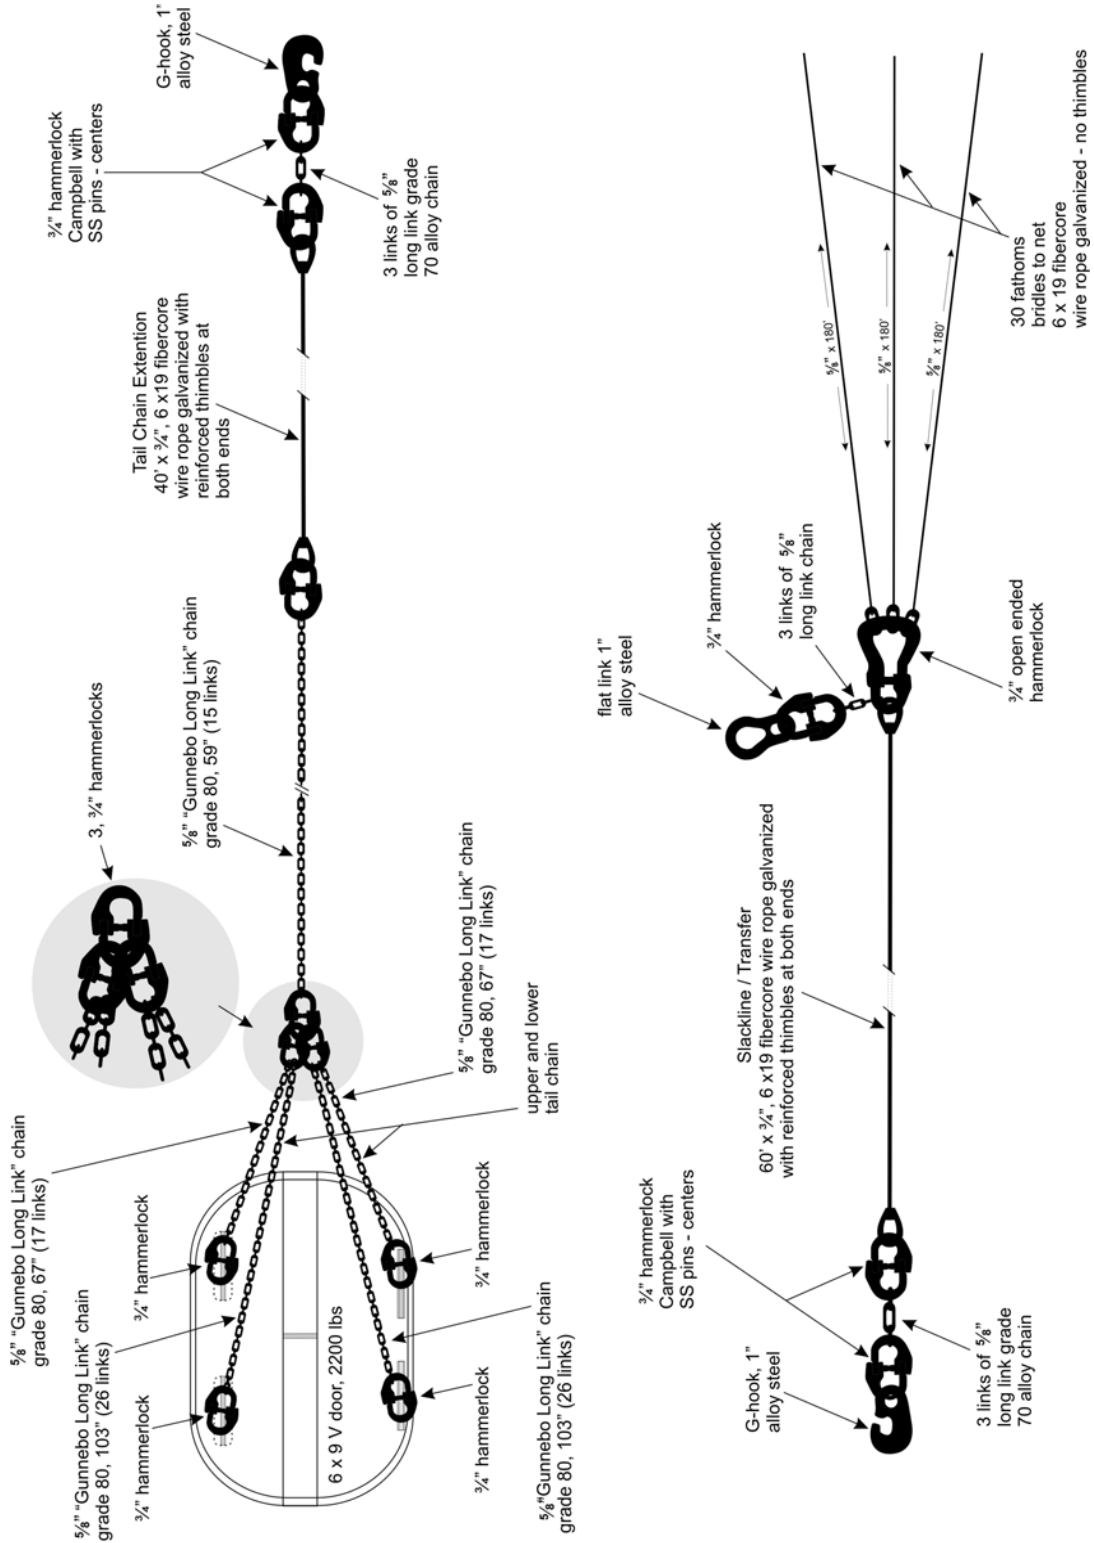 ⅝” “Gunnebo Long Link” chain
grade 80, 67” (17 links)
⅝” “Gunnebo Long Link” chain
grade 80, 103” (26 links)
¾” hammerlock
¾” hammerlock
6 x 9 V door, 2200 lbs
¾” hammerlock
¾” hammerlock
⅝”“Gunnebo Long Link” chain
grade 80, 103” (26 links)
upper and lower
tail chain
⅝” “Gunnebo Long Link” chain
grade 80, 67” (17 links)
3, ¾” hammerlocks
⅝” “Gunnebo Long Link” chain
grade 80, 59” (15 links)
Tail Chain Extention
40’ x ¾”, 6 x19 fibercore
wire rope galvanized with
reinforced thimbles at
both ends
¾” hammerlock
Campbell with
SS pins - centers
G-hook, 1”
alloy steel
3 links of ⅝”
long link grade
70 alloy chain
G-hook, 1”
alloy steel
¾” hammerlock
Campbell with
SS pins - centers
3 links of ⅝”
long link grade
70 alloy chain
Slackline / Transfer
60’ x ¾”, 6 x19 fibercore wire rope galvanized
with reinforced thimbles at both ends
flat link 1”
alloy steel
¾” hammerlock
3 links of ⅝”
long link chain
¾” open ended
hammerlock
⅝” x 180’
⅝” x 180’
⅝” x 180’
30 fathoms
bridles to net
6 x 19 fibercore
wire rope galvanized - no thimbles